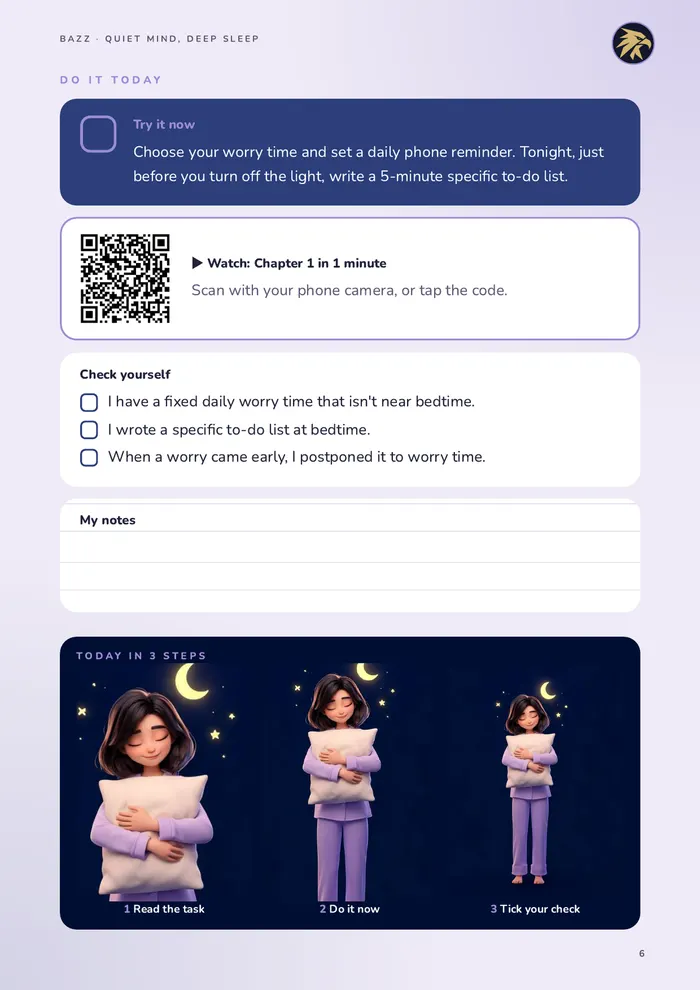 BAZZ · QUIET MIND, DEEP SLEEP
DO IT TODAY
Try it now
Choose your worry time and set a daily phone reminder. Tonight, just
before you turn off the light, write a 5-minute specific to-do list.
▶ Watch: Chapter 1 in 1 minute
Scan with your phone camera, or tap the code.
Check yourself
I have a fixed daily worry time that isn't near bedtime.
I wrote a specific to-do list at bedtime.
When a worry came early, I postponed it to worry time.
My notes
TODAY IN 3 STEPS
1 Read the task
2 Do it now
3 Tick your check
6